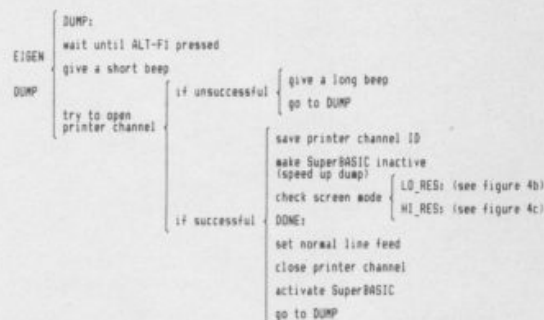 DUMP:
wait until ALT-F1 pressed
EIGEN
give a short beep
DUMP
try to open
printer channel
if unsuccessful
give a long beep
go to DUMP
if successful
save printer channel ID
make SuperBASIC inactive
(speed up dump)
check screen mode
LO_RES: (see figure 4b)
HI_RES: (see figure 4c)
DONE:
set normal line feed
close printer channel
activate SuperBASIC
go to DUMP